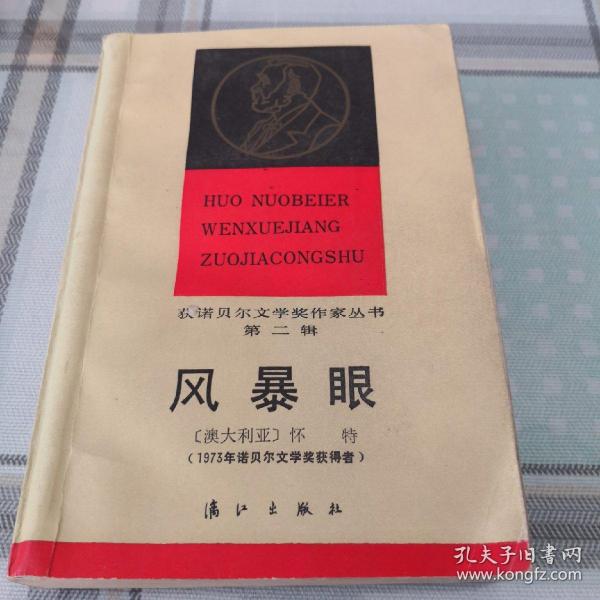 HUO NUOBEIER
WENXUEJIANG
ZUOJIACONGSHU
获诺贝尔文学奖作家丛书
第二辑
风暴眼
〔澳大利亚〕怀 特
(1973年诺贝尔文学奖获得者)
漓江出版社
孔夫子旧书网
www.kongfz.com